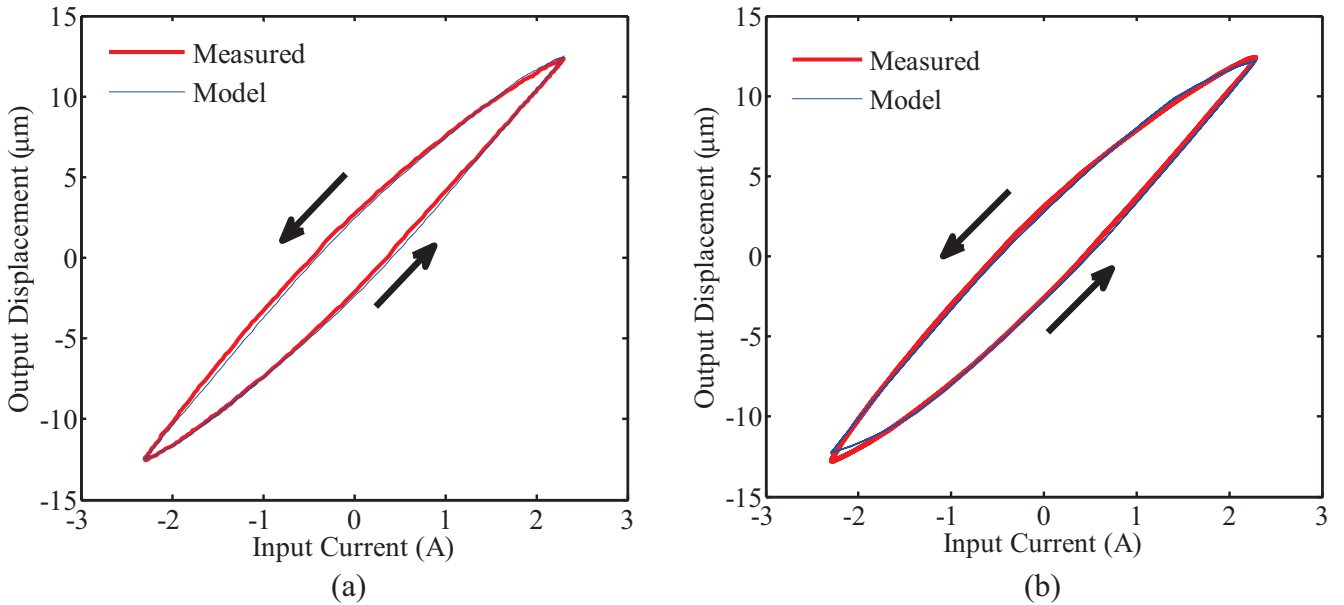 15
10
5
0
-5
-10
-15
-3
-2
-1
0
1
2
3
Output Displacement (μm)
Input Current (A)
Measured
Model
(a)
15
10
5
0
-5
-10
-15
-3
-2
-1
0
1
2
3
Output Displacement (μm)
Input Current (A)
Measured
Model
(b)